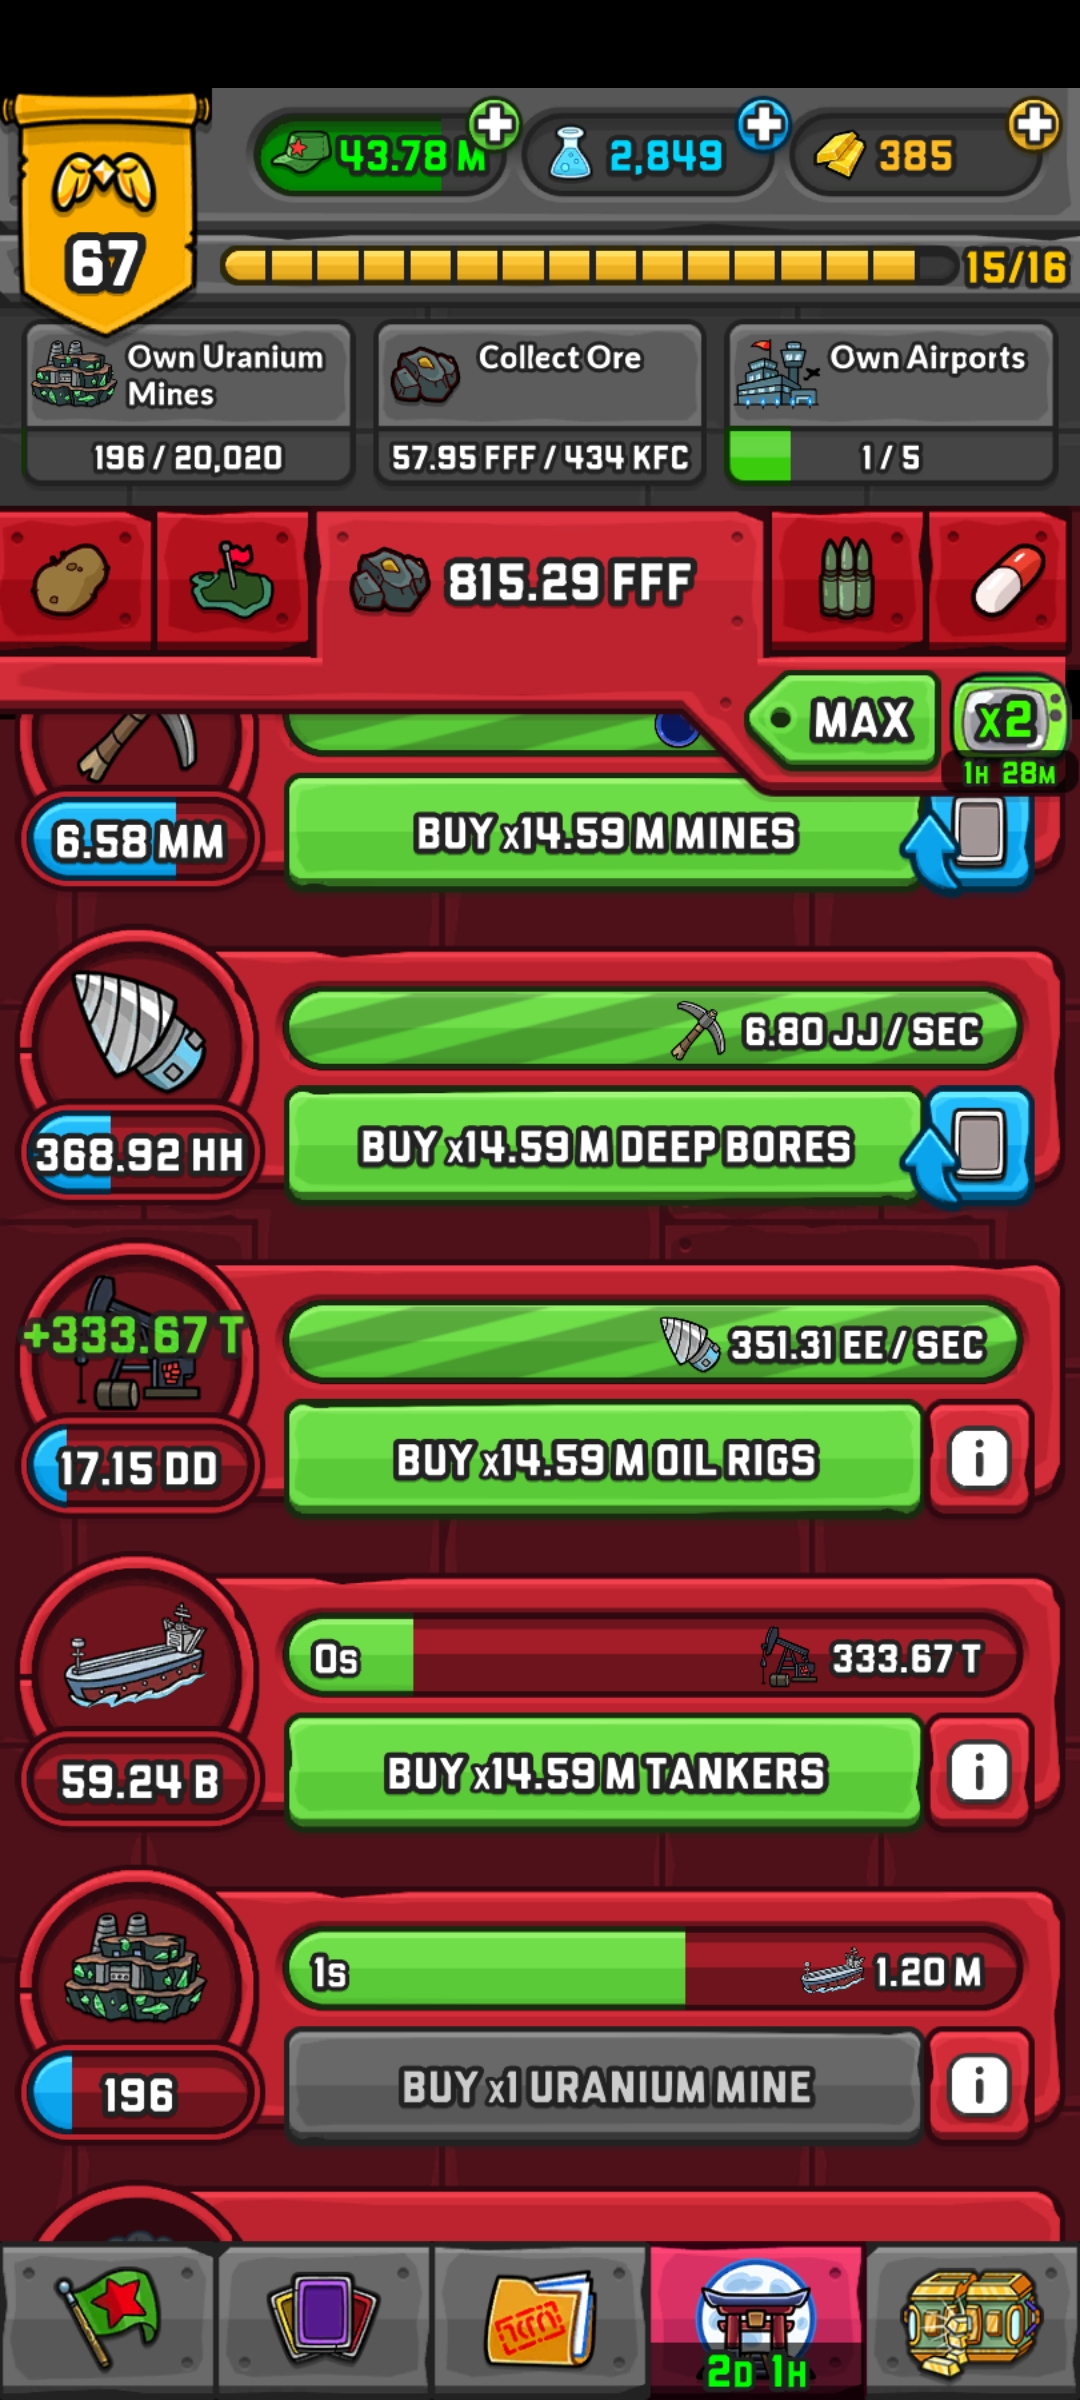 67
43.78 M
2,849
385
15/16
Own Uranium
Mines
196 / 20,020
Collect Ore
57.95 FFF / 434 KFC
Own Airports
1 / 5
815.29 FFF
MAX
x2
1H 28M
6.58 MM
BUY x14.59 M MINES
6.80 JJ / SEC
368.92 HH
BUY x14.59 M DEEP BORES
+333.67 T
351.31 EE / SEC
17.15 DD
BUY x14.59 M OIL RIGS
i
0s
333.67 T
59.24 B
BUY x14.59 M TANKERS
i
1s
1.20 M
196
BUY x1 URANIUM MINE
i
2D 1H